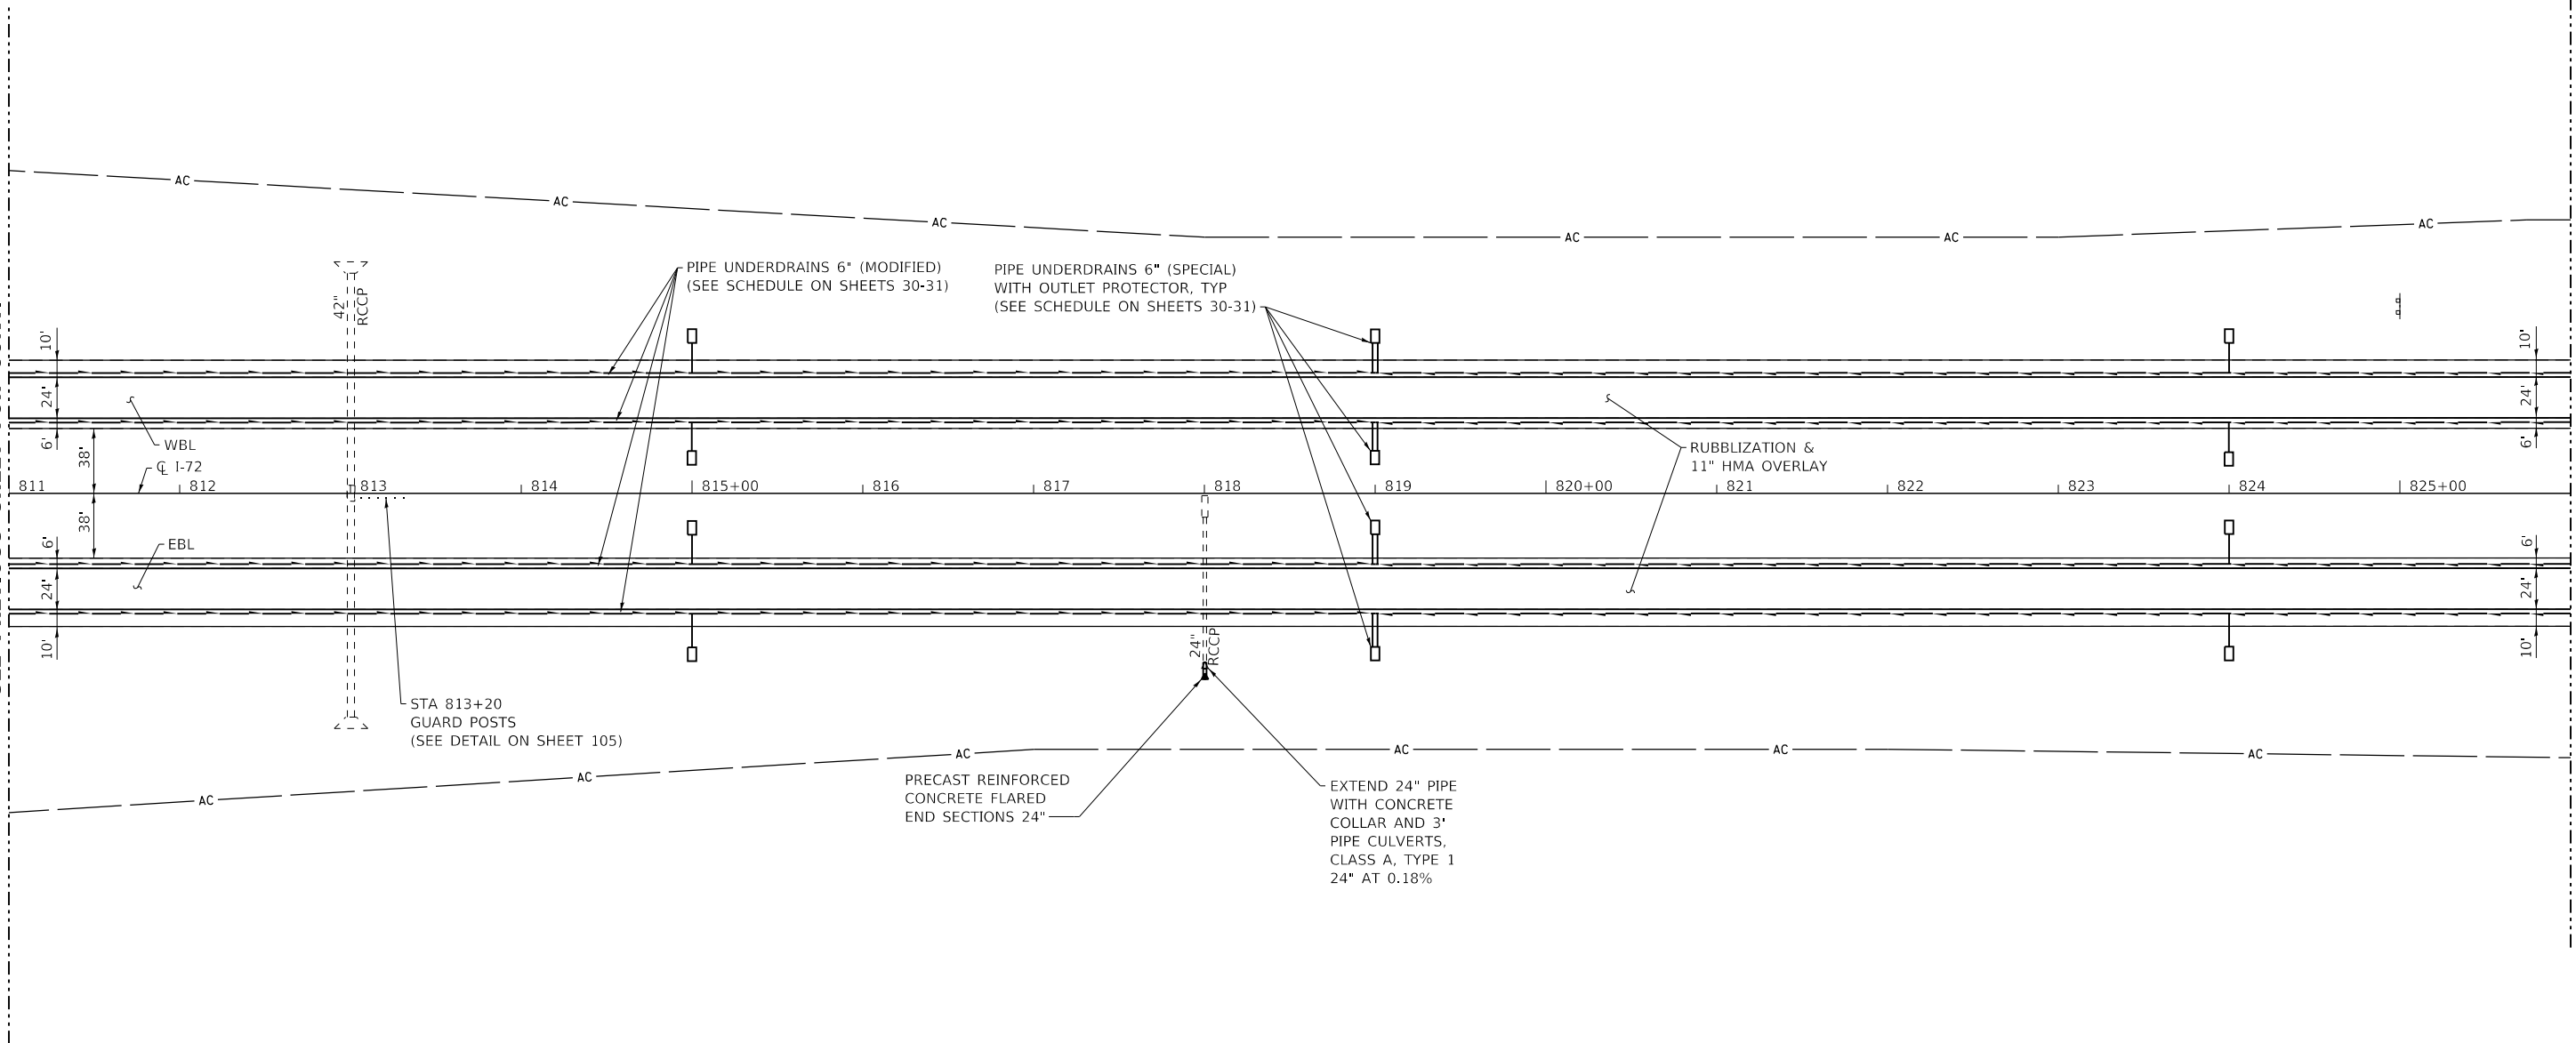 AC
AC
AC
AC
AC
AC
PIPE UNDERDRAINS 6" (MODIFIED)
(SEE SCHEDULE ON SHEETS 30-31)
PIPE UNDERDRAINS 6" (SPECIAL)
WITH OUTLET PROTECTOR, TYP
(SEE SCHEDULE ON SHEETS 30-31)
42"
RCCP
10'
24'
6'
38'
10'
24'
6'
WBL
℄ I-72
RUBBLIZATION &
11" HMA OVERLAY
811
812
813
814
815+00
816
817
818
819
820+00
821
822
823
824
825+00
38'
6'
24'
10'
EBL
6'
24'
10'
24"
RCCP
STA 813+20
GUARD POSTS
(SEE DETAIL ON SHEET 105)
AC
AC
AC
AC
AC
AC
PRECAST REINFORCED
CONCRETE FLARED
END SECTIONS 24"
EXTEND 24" PIPE
WITH CONCRETE
COLLAR AND 3'
PIPE CULVERTS,
CLASS A, TYPE 1
24" AT 0.18%